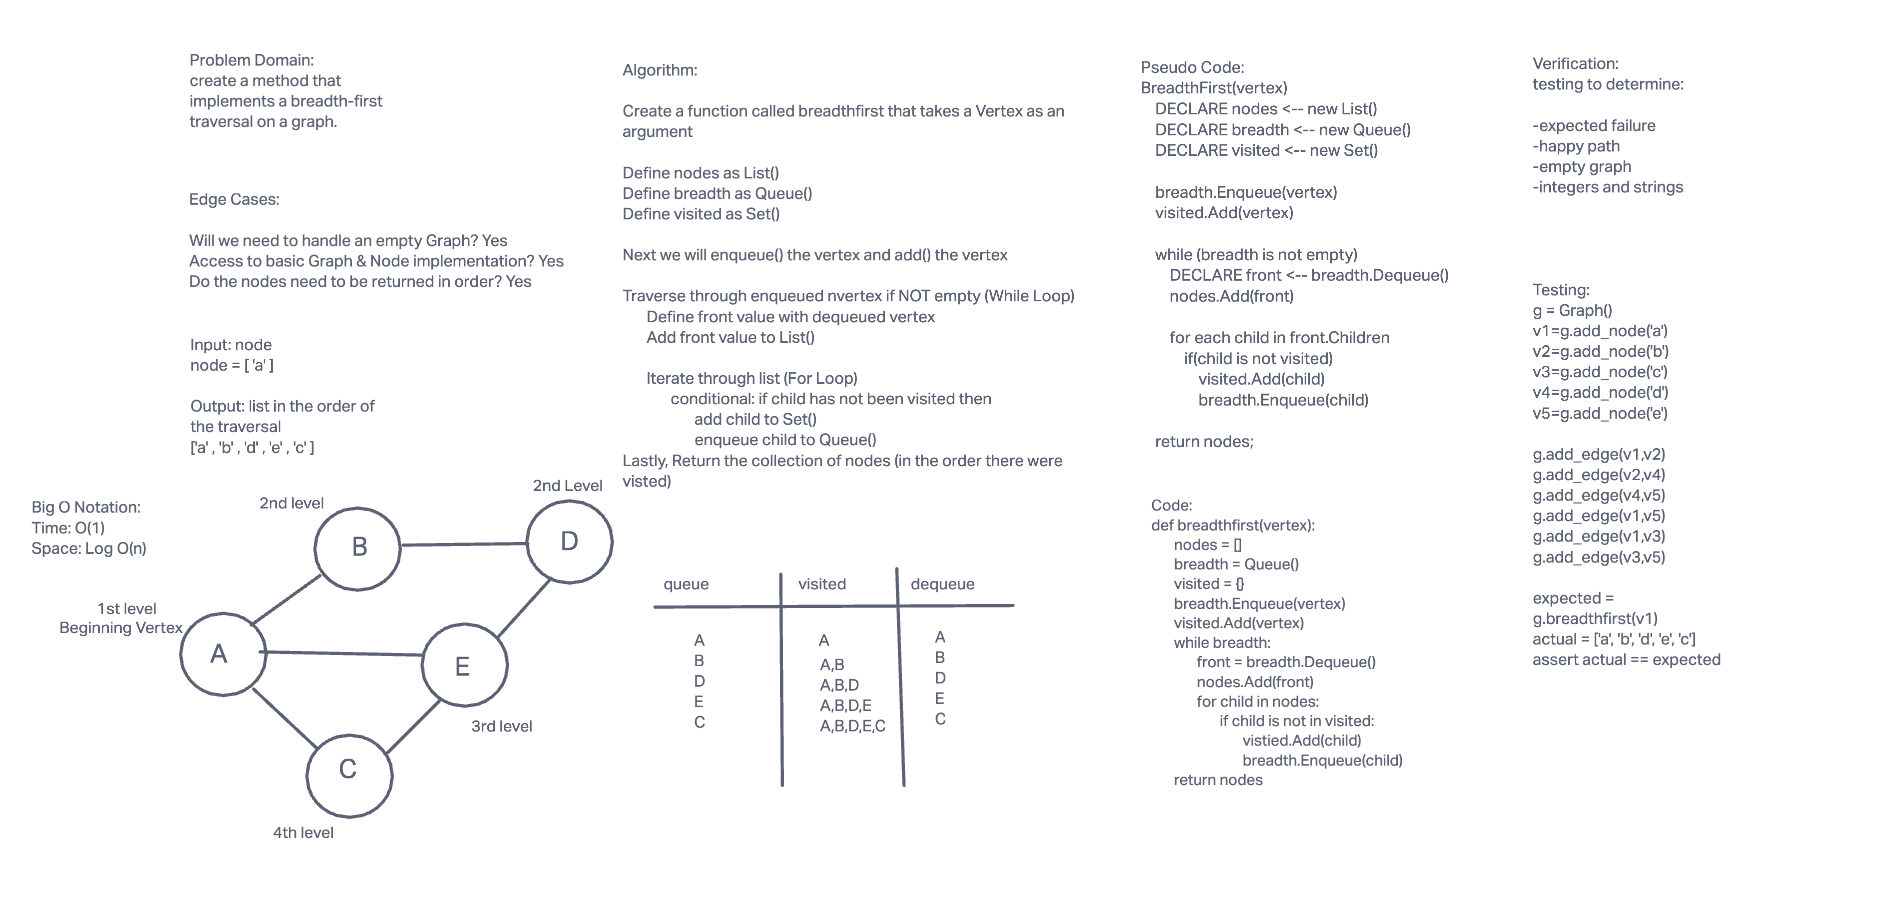 Problem Domain:
create a method that
implements a breadth-first
traversal on a graph.
Edge Cases:
Will we need to handle an empty Graph? Yes
Access to basic Graph & Node implementation? Yes
Do the nodes need to be returned in order? Yes
Input: node
node = [ 'a' ]
Output: list in the order of
the traversal
['a' , 'b' , 'd' , 'e' , 'c' ]
Big O Notation:
Time: O(1)
Space: Log O(n)
2nd level
2nd Level
B
D
1st level
Beginning Vertex
A
E
3rd level
C
4th level
Algorithm:
Create a function called breadthfirst that takes a Vertex as an
argument
Define nodes as List()
Define breadth as Queue()
Define visited as Set()
Next we will enqueue() the vertex and add() the vertex
Traverse through enqueued nvertex if NOT empty (While Loop)
Define front value with dequeued vertex
Add front value to List()
Iterate through list (For Loop)
conditional: if child has not been visited then
add child to Set()
enqueue child to Queue()
Lastly, Return the collection of nodes (in the order there were
visted)
queue visited dequeue
A A A
B A,B B
D A,B,D D
E A,B,D,E E
C A,B,D,E,C C
Pseudo Code:
BreadthFirst(vertex)
DECLARE nodes <-- new List()
DECLARE breadth <-- new Queue()
DECLARE visited <-- new Set()
breadth.Enqueue(vertex)
visited.Add(vertex)
while (breadth is not empty)
DECLARE front <-- breadth.Dequeue()
nodes.Add(front)
for each child in front.Children
if(child is not visited)
visited.Add(child)
breadth.Enqueue(child)
return nodes;
Code:
def breadthfirst(vertex):
nodes = []
breadth = Queue()
visited = {}
breadth.Enqueue(vertex)
visited.Add(vertex)
while breadth:
front = breadth.Dequeue()
nodes.Add(front)
for child in nodes:
if child is not in visited:
vistied.Add(child)
breadth.Enqueue(child)
return nodes
Verification:
testing to determine:
-expected failure
-happy path
-empty graph
-integers and strings
Testing:
g = Graph()
v1=g.add_node('a')
v2=g.add_node('b')
v3=g.add_node('c')
v4=g.add_node('d')
v5=g.add_node('e')
g.add_edge(v1,v2)
g.add_edge(v2,v4)
g.add_edge(v4,v5)
g.add_edge(v1,v5)
g.add_edge(v1,v3)
g.add_edge(v3,v5)
expected =
g.breadthfirst(v1)
actual = ['a', 'b', 'd', 'e', 'c']
assert actual == expected